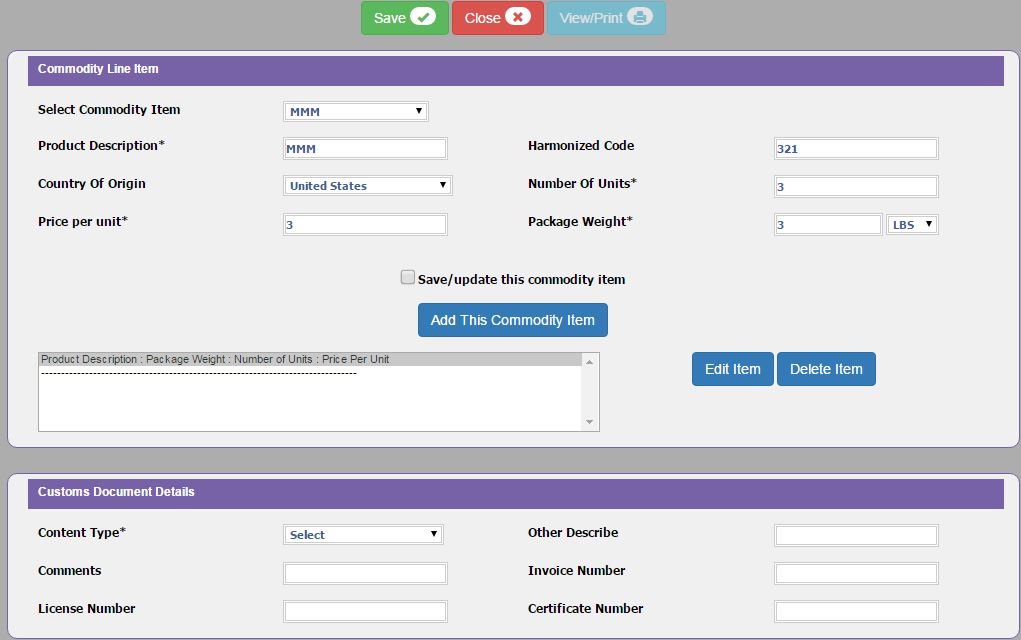 Save Close View/Print
Commodity Line Item
Select Commodity Item MMM
Product Description* MMM Harmonized Code 321
Country Of Origin United States Number Of Units* 3
Price per unit* 3 Package Weight* 3 LBS
Save/update this commodity item
Add This Commodity Item
Product Description : Package Weight : Number of Units : Price Per Unit
-------------------------------------------------------------------------------
Edit Item Delete Item
Customs Document Details
Content Type* Select Other Describe
Comments Invoice Number
License Number Certificate Number